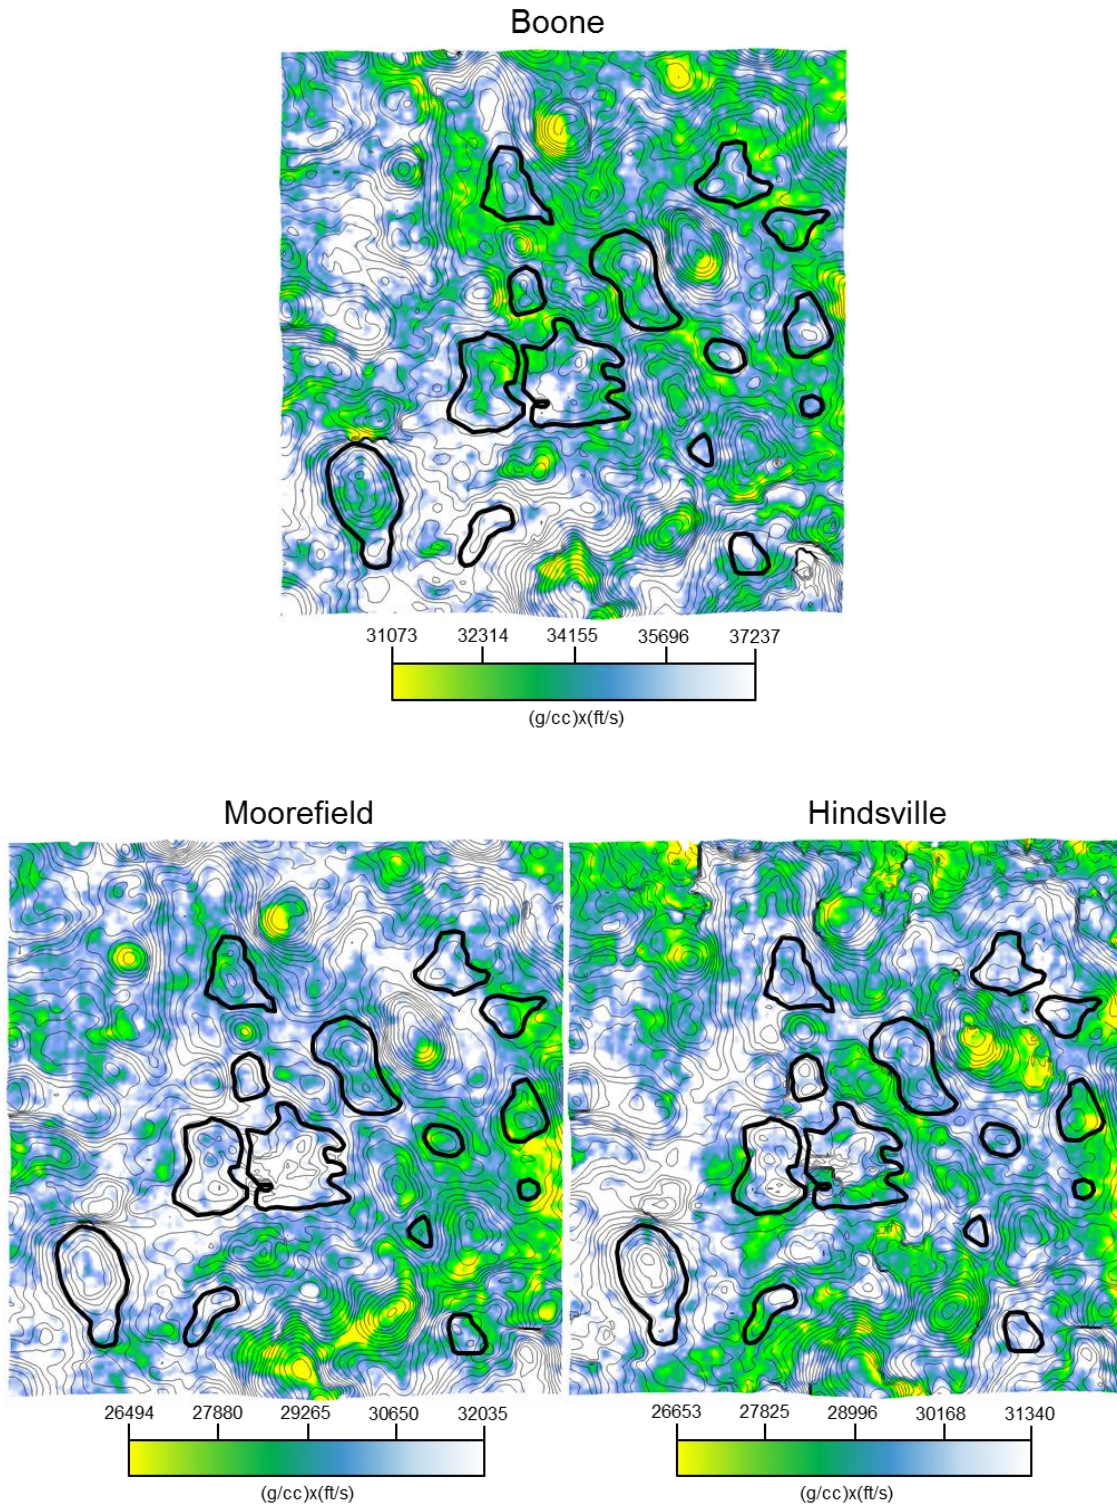 Boone
31073 32314 34155 35696 37237
(g/cc)x(ft/s)
Moorefield
Hindsville
26494 27880 29265 30650 32035
(g/cc)x(ft/s)
26653 27825 28996 30168 31340
(g/cc)x(ft/s)